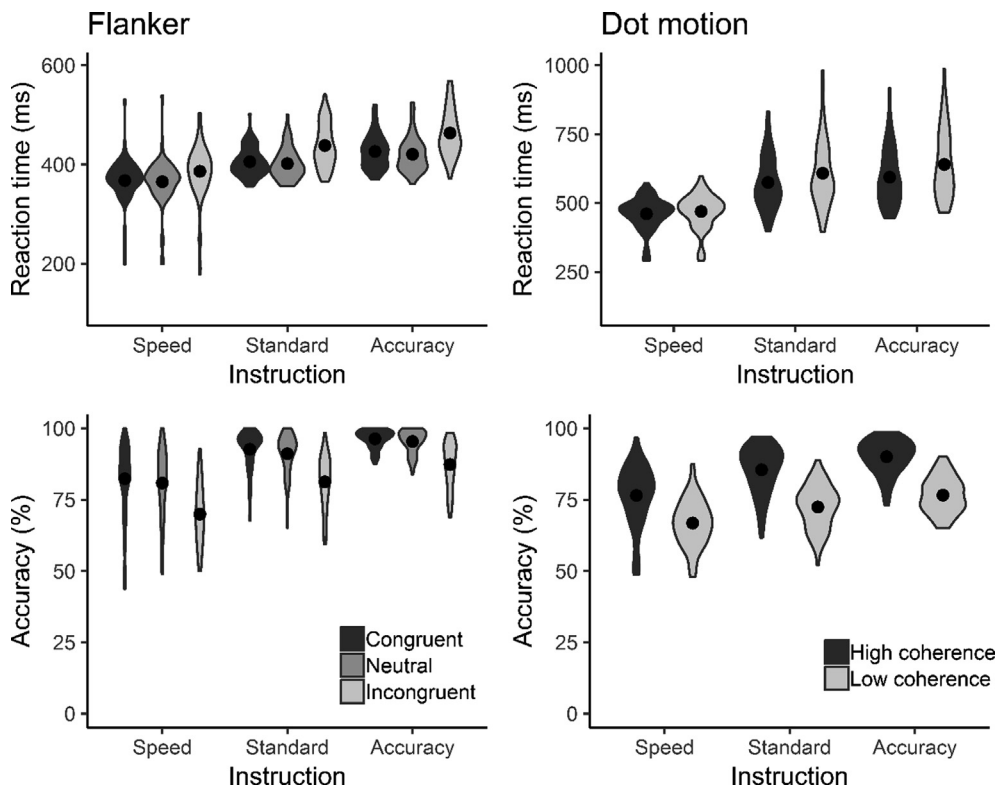 Flanker
Reaction time (ms)
600
400
200
Speed Standard Accuracy
Instruction
Dot motion
Reaction time (ms)
1000
750
500
250
Speed Standard Accuracy
Instruction
Accuracy (%)
100
75
50
25
0
Congruent
Neutral
Incongruent
Speed Standard Accuracy
Instruction
Accuracy (%)
100
75
50
25
0
High coherence
Low coherence
Speed Standard Accuracy
Instruction